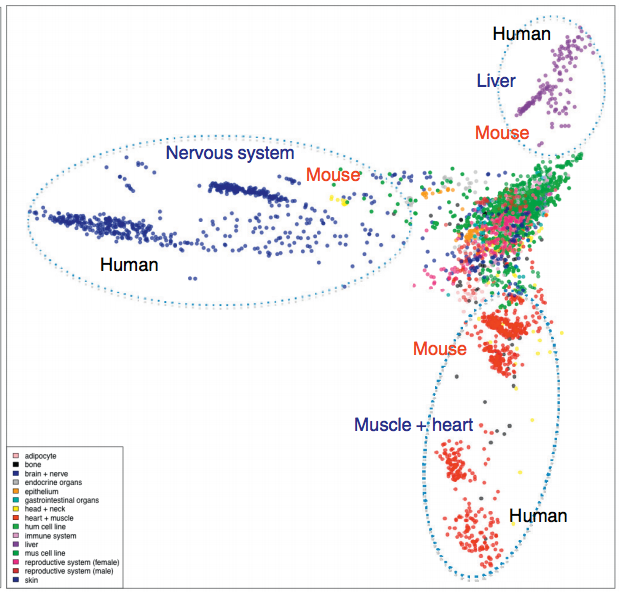 Human
Liver
Mouse
Nervous system
Mouse
Human
Mouse
Muscle + heart
Human
adipocyte
bone
brain + nerve
endocrine organs
epithelium
gastrointestinal organs
head + neck
heart + muscle
hum cell line
immune system
liver
mus cell line
reproductive system (female)
reproductive system (male)
skin